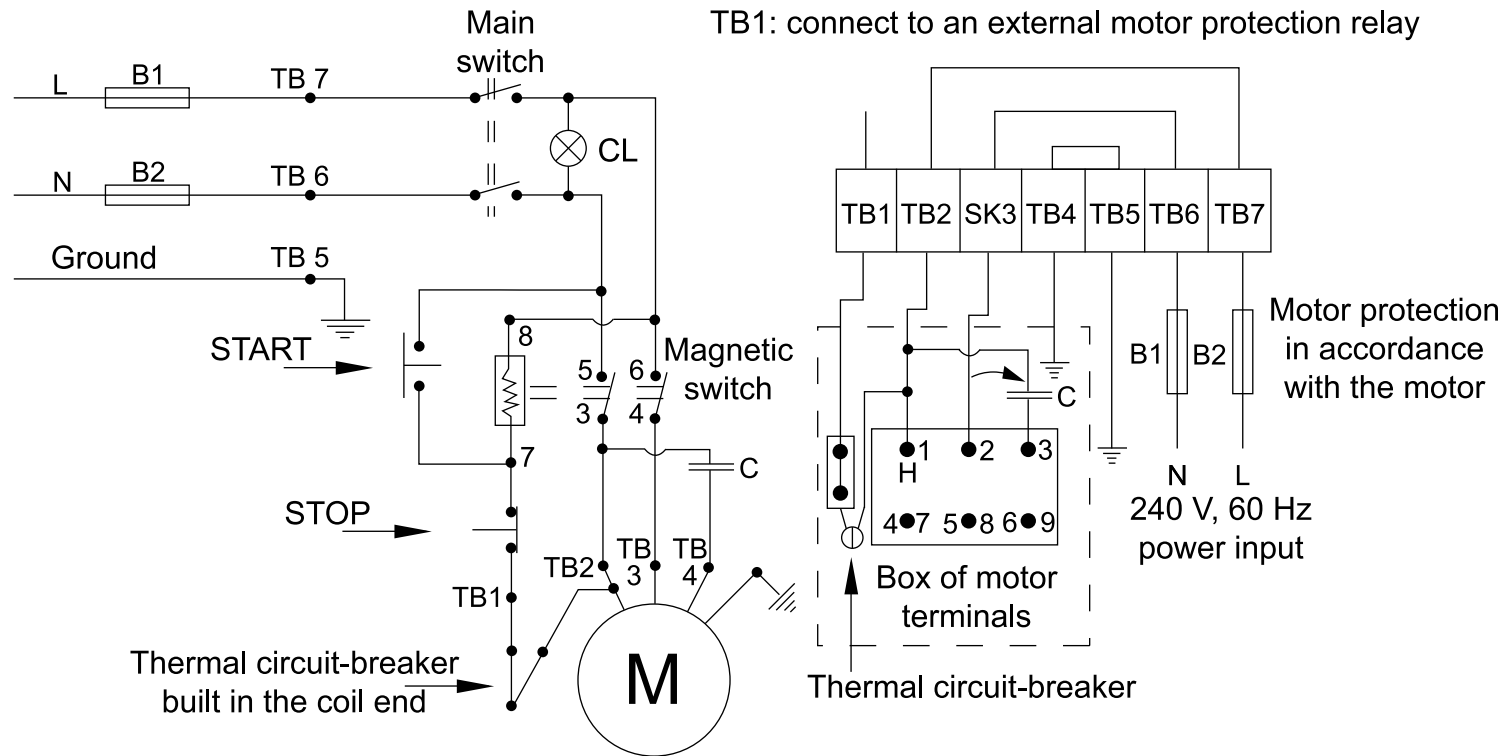 TB1: connect to an external motor protection relay
Main
switch
L
B1
TB 7
CL
N
B2
TB 6
Ground
TB 5
START
8
5
6
Magnetic
switch
3
4
7
C
STOP
TB2
TB
3
TB
4
TB1
Thermal circuit-breaker
built in the coil end
M
TB1
TB2
SK3
TB4
TB5
TB6
TB7
Motor protection
in accordance
with the motor
B1
B2
C
1
2
3
H
4 7
5 8
6 9
N
L
240 V, 60 Hz
power input
Box of motor
terminals
Thermal circuit-breaker